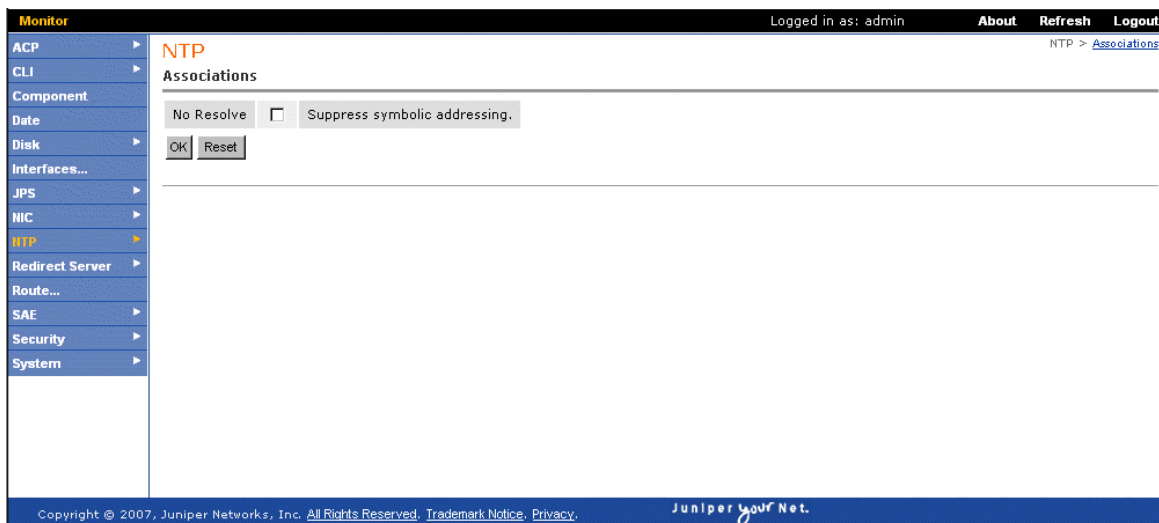 Monitor
Logged in as: admin
About
Refresh
Logout
NTP > Associations
ACP
CLI
Component
Date
Disk
Interfaces...
JPS
NIC
NTP
Redirect Server
Route...
SAE
Security
System
NTP
Associations
No Resolve
Suppress symbolic addressing.
OK
Reset
Copyright © 2007, Juniper Networks, Inc. All Rights Reserved. Trademark Notice. Privacy.
Juniper your Net.